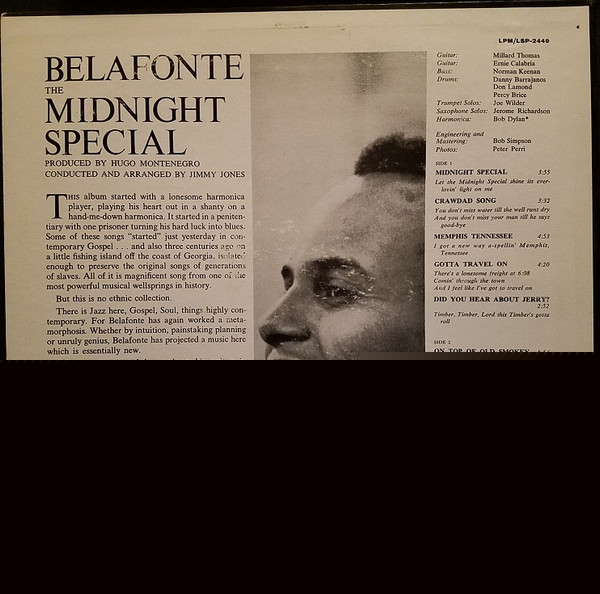 LPM/LSP-2449
BELAFONTE
THE
MIDNIGHT
SPECIAL
PRODUCED BY HUGO MONTENEGRO
CONDUCTED AND ARRANGED BY JIMMY JONES
THIS album started with a lonesome harmonica
player, playing his heart out in a shanty on a
hand-me-down harmonica. It started in a peniten-
tiary with one prisoner turning his hard luck into blues.
Some of these songs "started" just yesterday in con-
temporary Gospel . . . and also three centuries ago on
a little fishing island off the coast of Georgia, isolated
enough to preserve the original songs of generations
of slaves. All of it is magnificent song from one of the
most powerful musical wellsprings in history.
But this is no ethnic collection.
There is Jazz here, Gospel, Soul, things highly con-
temporary. For Belafonte has again worked a meta-
morphosis. Whether by intuition, painstaking planning
or unruly genius, Belafonte has projected a music here
which is essentially new.
Guitar: Millard Thomas
Guitar: Ernie Calabria
Bass: Norman Keenan
Drums: Danny Barrajanos
Don Lamond
Percy Brice
Trumpet Solos: Joe Wilder
Saxophone Solos: Jerome Richardson
Harmonica: Bob Dylan*
Engineering and
Mastering: Bob Simpson
Photos: Peter Perri
SIDE 1
MIDNIGHT SPECIAL 3:55
Let the Midnight Special shine its ever-
lovin' light on me
CRAWDAD SONG 3:32
You don't miss water till the well runs dry
And you don't miss your man till he says
good-bye
MEMPHIS TENNESSEE 4:53
I got a new way a-spellin' Memphis,
Tennessee
GOTTA TRAVEL ON 4:20
There's a lonesome freight at 6:08
Comin' through the town
And I feel like I've got to travel on
DID YOU HEAR ABOUT JERRY?
2:52
Timber, Timber, Lord this Timber's gotta
roll
SIDE 2
ON TOP OF OLD SMOKEY